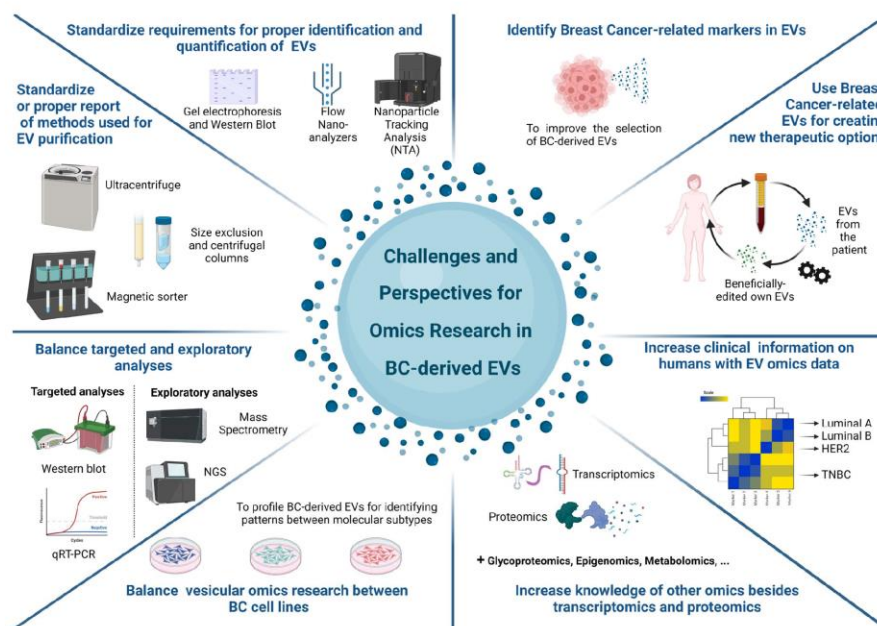 Standardize requirements for proper identification and
quantification of EVs
Gel electrophoresis
and Western Blot
Flow
Nano-
analyzers
Nanoparticle
Tracking
Analysis
(NTA)
Identify Breast Cancer-related markers in EVs
To improve the selection
of BC-derived EVs
Standardize
or proper report
of methods used for
EV purification
Ultracentrifuge
Size exclusion
and centrifugal
columns
Magnetic sorter
Use Breas
Cancer-related
EVs for creatin
new therapeutic option
EVs
from
the
patient
Beneficially-
edited own EVs
Challenges and
Perspectives for
Omics Research in
BC-derived EVs
Balance targeted and exploratory
analyses
Targeted analyses
Western blot
Fluorescence
Positive
Threshold
Negative
Cycles
qRT-PCR
Exploratory analyses
Mass
Spectrometry
NGS
Increase clinical information on
humans with EV omics data
Scale
Luminal A
Luminal B
HER2
TNBC
To profile BC-derived EVs for identifying
patterns between molecular subtypes
Balance vesicular omics research between
BC cell lines
Transcriptomics
Proteomics
+ Glycoproteomics, Epigenomics, Metabolomics, ...
Increase knowledge of other omics besides
transcriptomics and proteomics